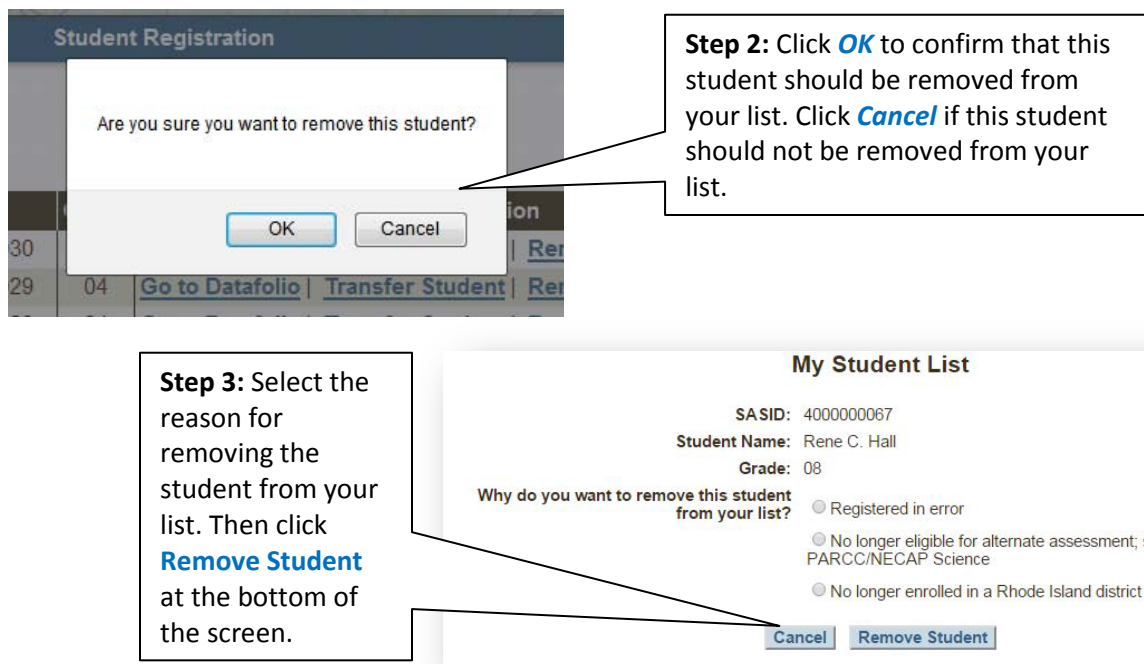 Student Registration
Are you sure you want to remove this student?
OK Cancel
ion
30
29 04 Go to Datafolio | Transfer Student |
Step 2: Click OK to confirm that this
student should be removed from
your list. Click Cancel if this student
should not be removed from your
list.
Step 3: Select the
reason for
removing the
student from your
list. Then click
Remove Student
at the bottom of
the screen.
My Student List
SASID: 4000000067
Student Name: Rene C. Hall
Grade: 08
Why do you want to remove this student
from your list?
Registered in error
No longer eligible for alternate assessment;
PARCC/NECAP Science
No longer enrolled in a Rhode Island district
Cancel Remove Student